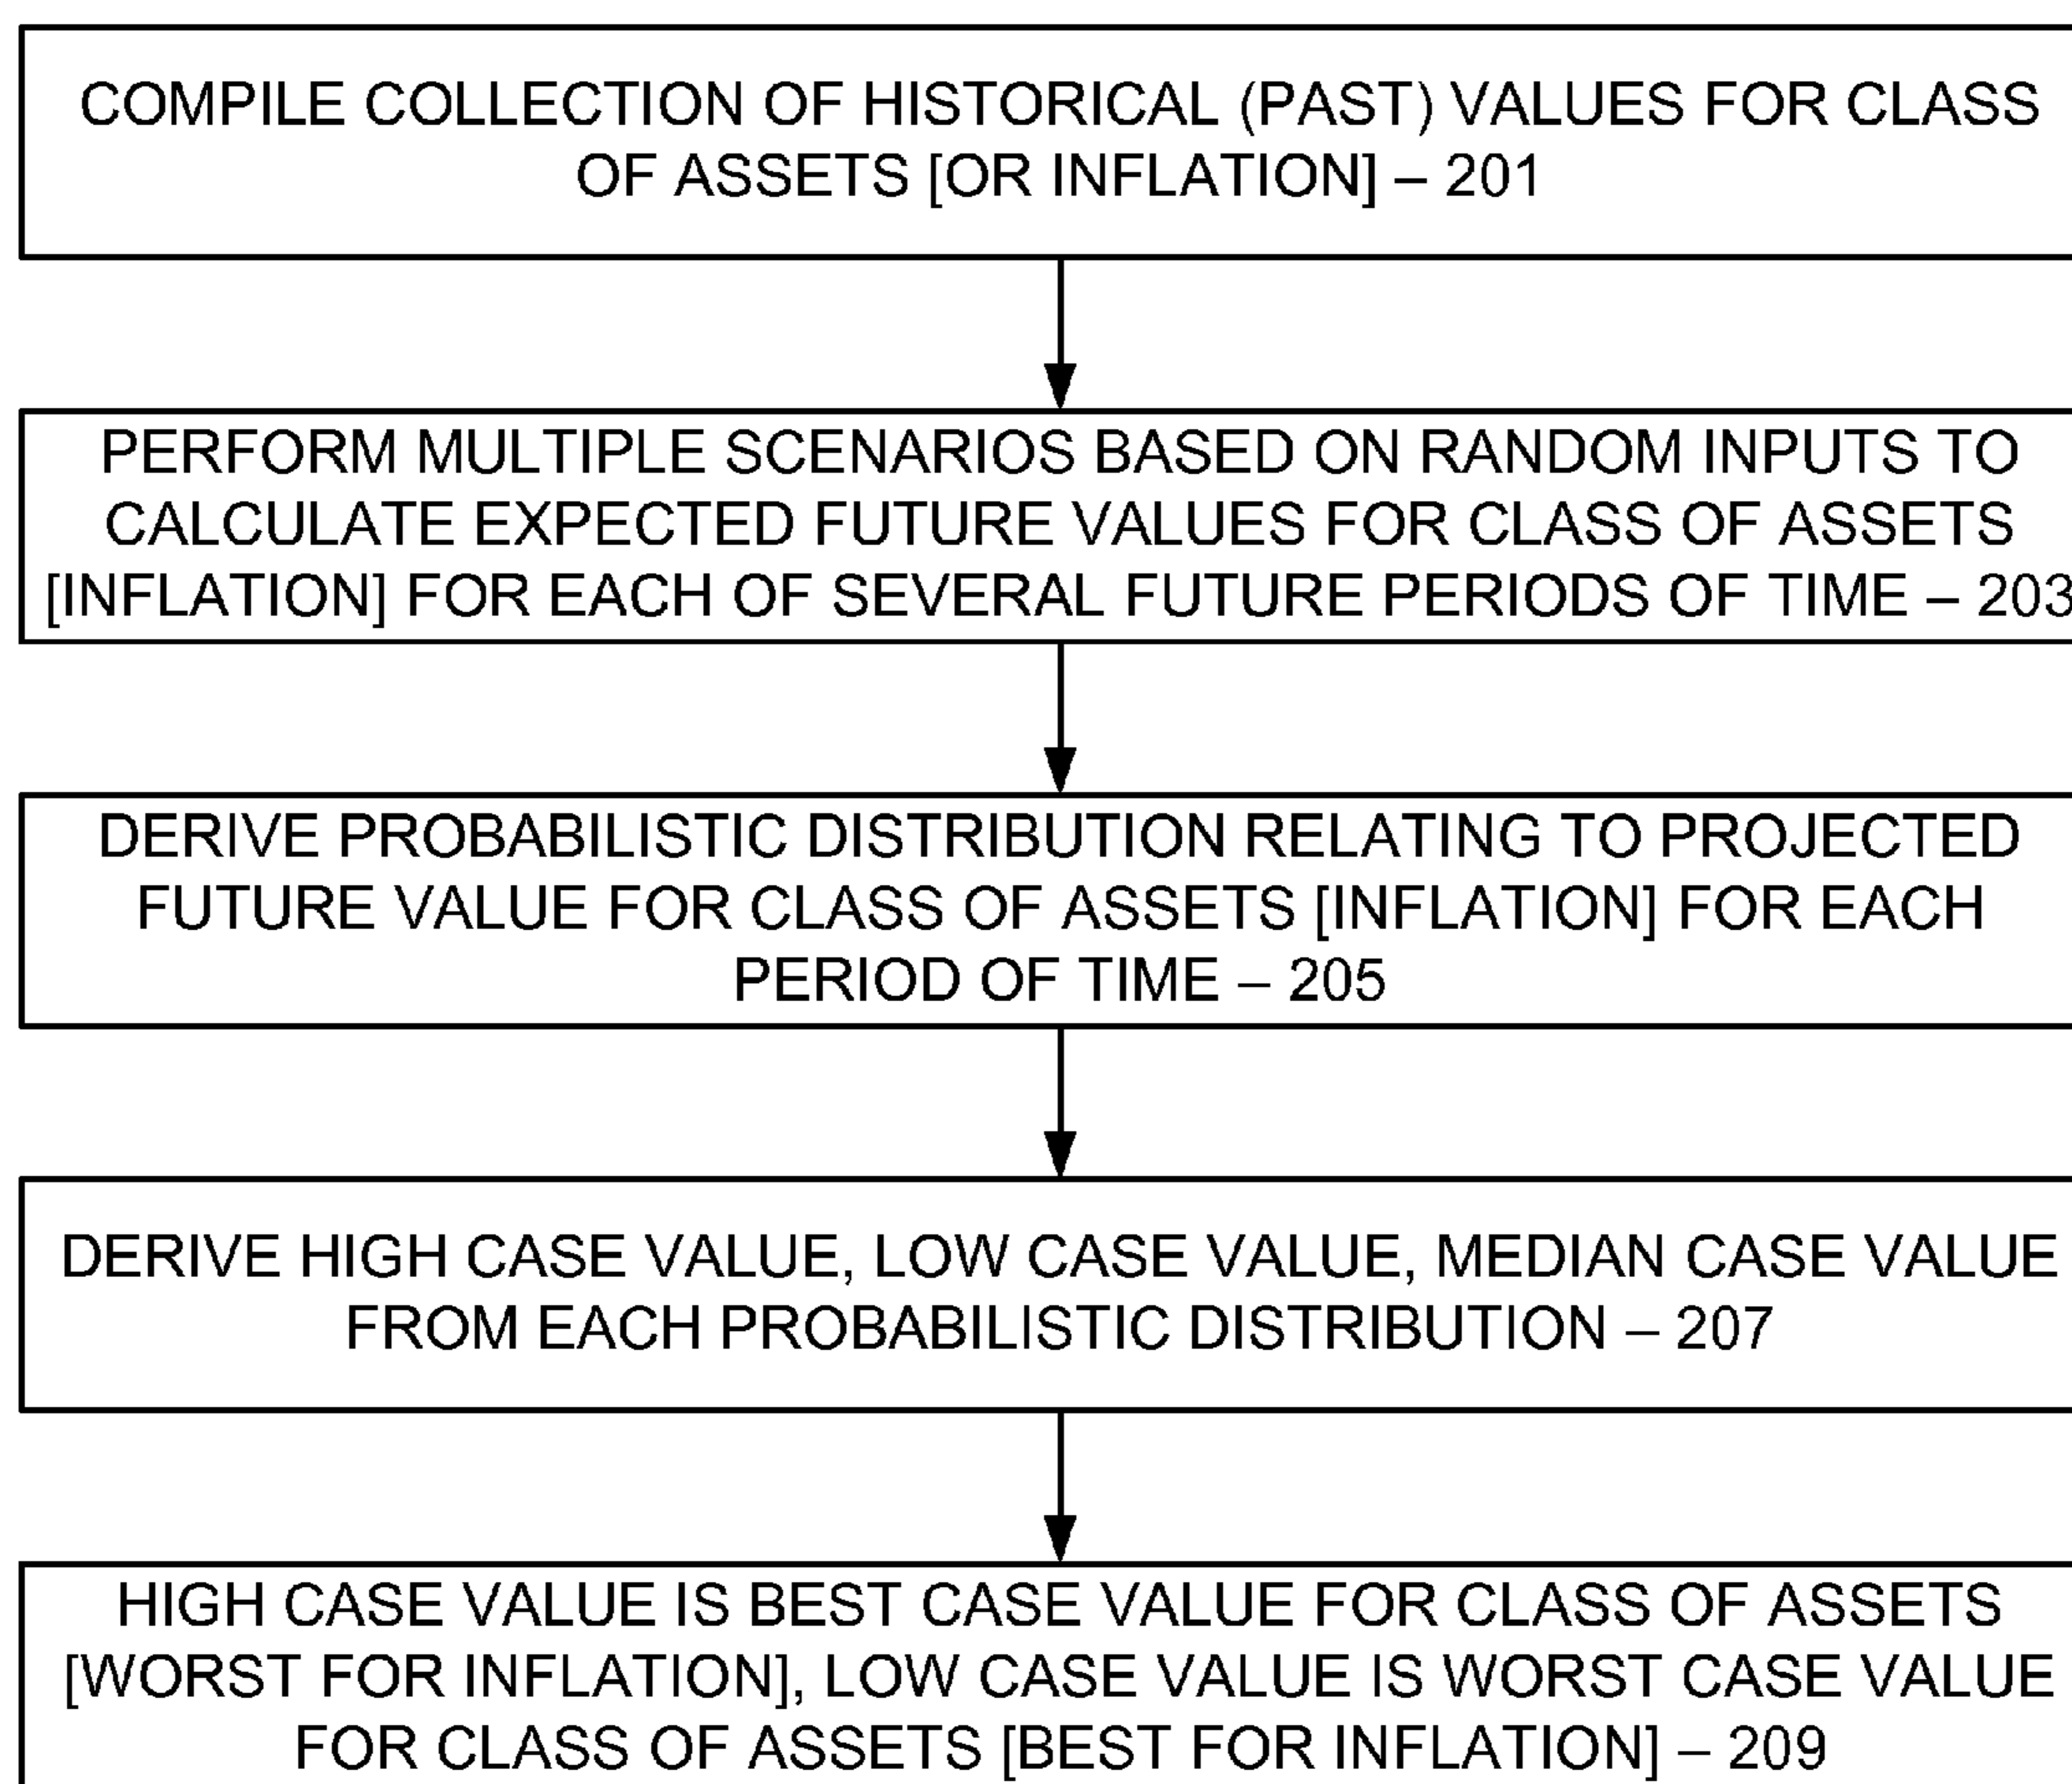 COMPILE COLLECTION OF HISTORICAL (PAST) VALUES FOR CLASS
OF ASSETS [OR INFLATION] – 201
PERFORM MULTIPLE SCENARIOS BASED ON RANDOM INPUTS TO
CALCULATE EXPECTED FUTURE VALUES FOR CLASS OF ASSETS
[INFLATION] FOR EACH OF SEVERAL FUTURE PERIODS OF TIME – 203
DERIVE PROBABILISTIC DISTRIBUTION RELATING TO PROJECTED
FUTURE VALUE FOR CLASS OF ASSETS [INFLATION] FOR EACH
PERIOD OF TIME – 205
DERIVE HIGH CASE VALUE, LOW CASE VALUE, MEDIAN CASE VALUE
FROM EACH PROBABILISTIC DISTRIBUTION – 207
HIGH CASE VALUE IS BEST CASE VALUE FOR CLASS OF ASSETS
[WORST FOR INFLATION], LOW CASE VALUE IS WORST CASE VALUE
FOR CLASS OF ASSETS [BEST FOR INFLATION] – 209